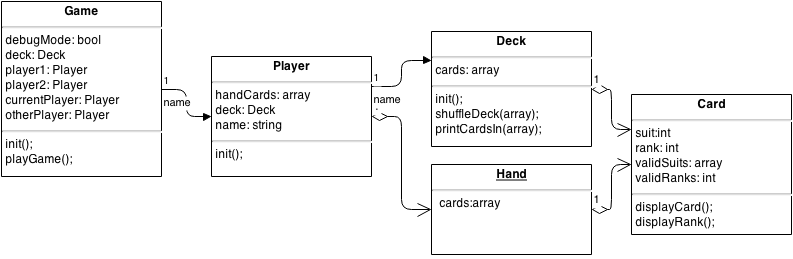 Game
debugMode: bool
deck: Deck
player1: Player
player2: Player
currentPlayer: Player
otherPlayer: Player
init();
playGame();
1
name
Player
handCards: array
deck: Deck
name: string
init();
1
name
Deck
cards: array
init();
shuffleDeck(array);
printCardsIn(array);
1
Hand
cards:array
1
Card
suit:int
rank: int
validSuits: array
validRanks: int
displayCard();
displayRank();